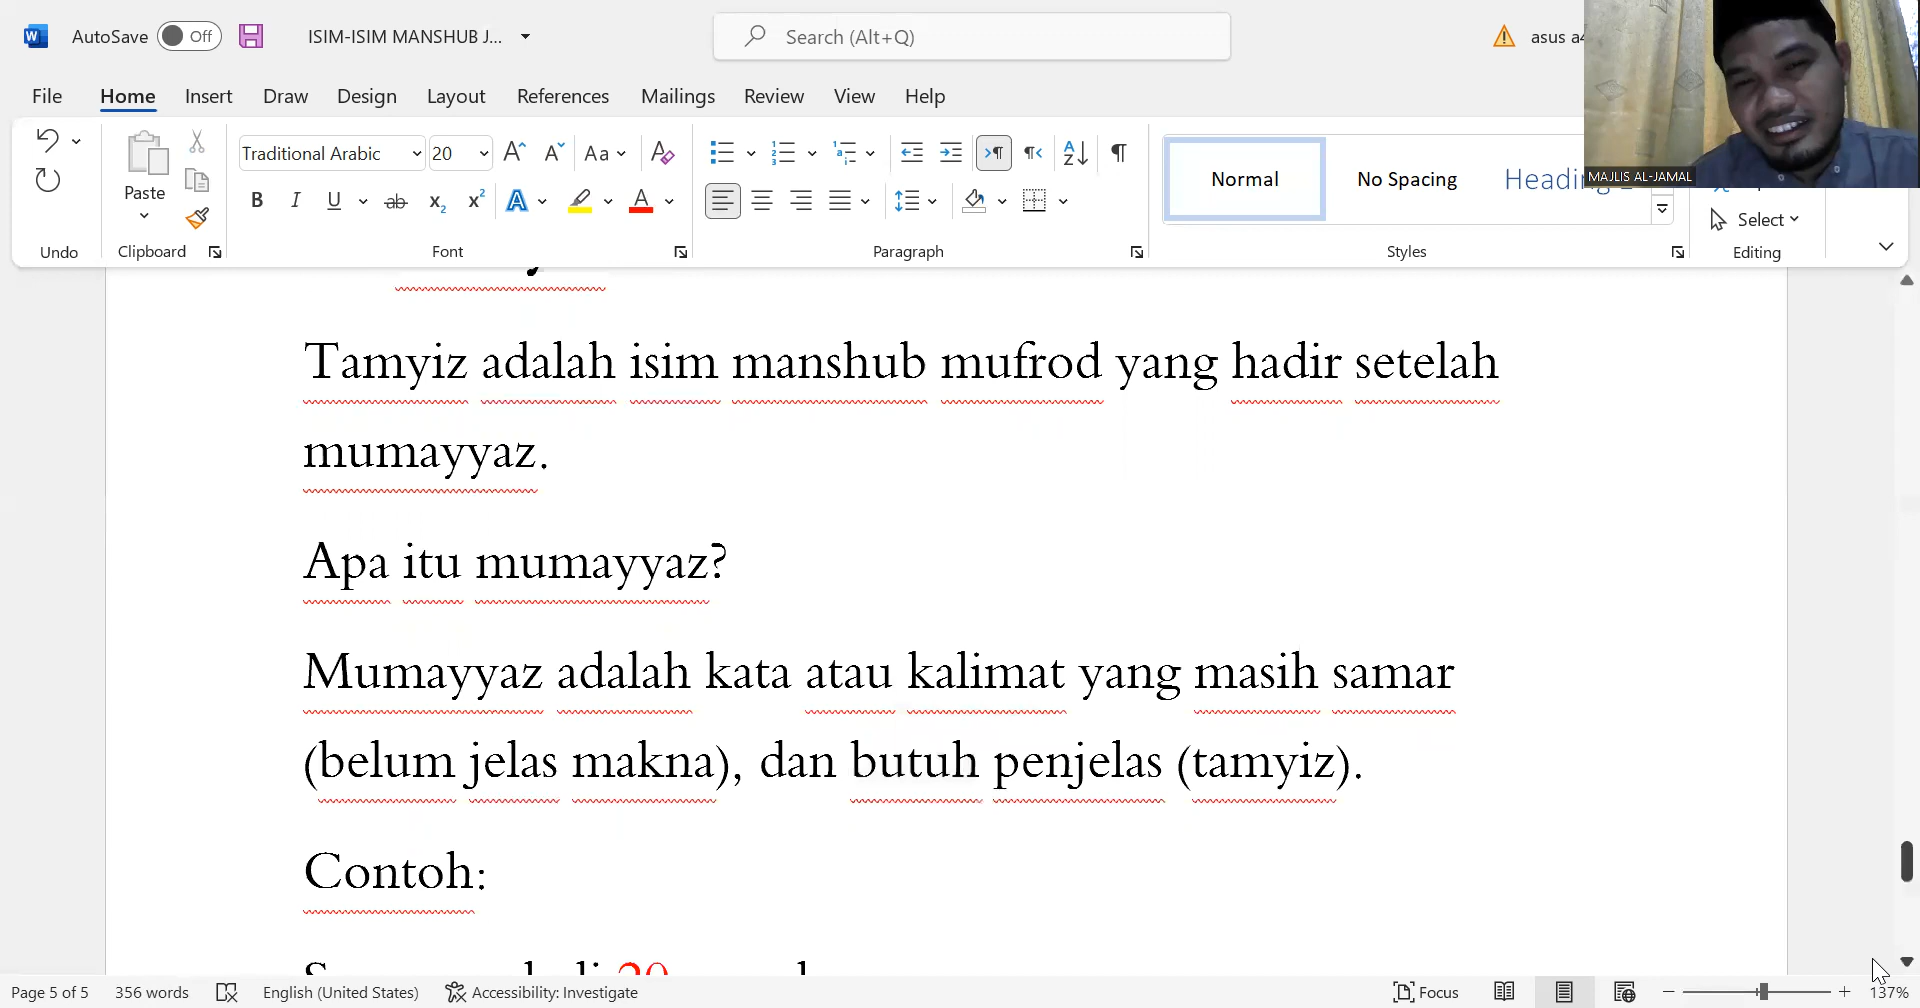 AutoSave Off ISIM-ISIM MANSHUB J... Search (Alt+Q) asus a4
File Home Insert Draw Design Layout References Mailings Review View Help
MAJLIS AL-JAMAL
Traditional Arabic 20 Aa
Paste
Normal No Spacing Heading
Select
Undo Clipboard Font Paragraph Styles Editing
Tamyiz adalah isim manshub mufrod yang hadir setelah
mumayyaz.
Apa itu mumayyaz?
Mumayyaz adalah kata atau kalimat yang masih samar
(belum jelas makna), dan butuh penjelas (tamyiz).
Contoh:
20
Page 5 of 5 356 words English (United States) Accessibility: Investigate Focus 137%